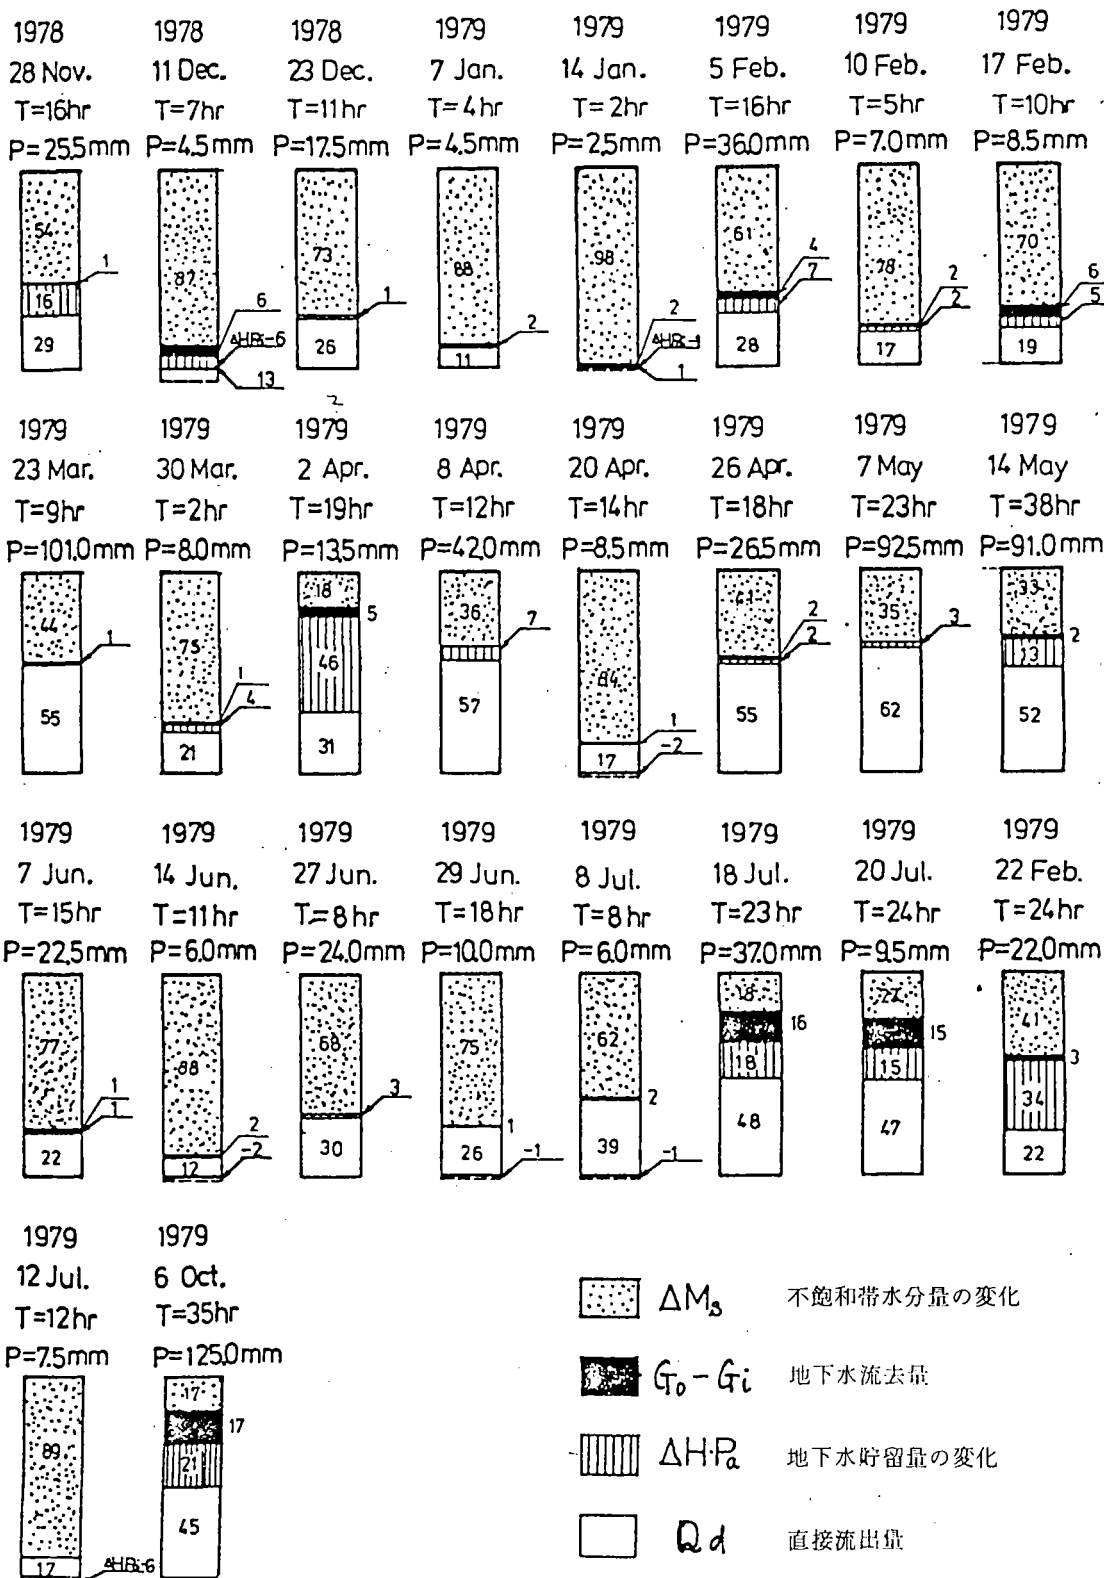 1978 1978 1978 1979 1979 1979 1979 1979
28 Nov. 11 Dec. 23 Dec. 7 Jan. 14 Jan. 5 Feb. 10 Feb. 17 Feb.
T=16hr T=7hr T=11hr T=4hr T=2hr T=16hr T=5hr T=10hr
P=25.5mm P=4.5mm P=17.5mm P=4.5mm P=2.5mm P=36.0mm P=7.0mm P=8.5mm
54 1 16 29
87 6 ΔHPa-6 13
73 1 26
88 2 11
98 2 ΔHPa-1 1
61 4 7 28
78 2 2 17
70 6 5 19
2
1979 1979 1979 1979 1979 1979 1979 1979
23 Mar. 30 Mar. 2 Apr. 8 Apr. 20 Apr. 26 Apr. 7 May 14 May
T=9hr T=2hr T=19hr T=12hr T=14hr T=18hr T=23hr T=38hr
P=101.0mm P=8.0mm P=13.5mm P=42.0mm P=8.5mm P=26.5mm P=92.5mm P=91.0mm
44 1 55
75 1 4 21
18 5 46 31
36 7 57
84 1 17 -2
41 2 2 55
35 3 62
33 2 13 52
1979 1979 1979 1979 1979 1979 1979 1979
7 Jun. 14 Jun. 27 Jun. 29 Jun. 8 Jul. 18 Jul. 20 Jul. 22 Feb.
T=15hr T=11hr T=8hr T=18hr T=8hr T=23hr T=24hr T=24hr
P=22.5mm P=6.0mm P=24.0mm P=10.0mm P=6.0mm P=37.0mm P=9.5mm P=22.0mm
77 1 1 22
88 2 12 -2
68 3 30
75 1 26 -1
62 2 39 -1
18 16 18 48
22 15 15 47
41 3 34 22
1979 1979
12 Jul. 6 Oct.
T=12hr T=35hr
P=7.5mm P=125.0mm
89 17 ΔHPa-6
17 17 21 45
ΔMs 不飽和帯水分量の変化
Go-Gi 地下水流去量
ΔH·Pa 地下水貯留量の変化
Qd 直接流出量